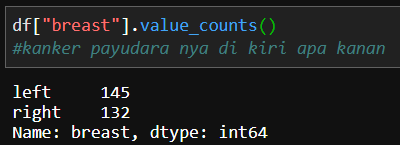 df["breast"].value_counts()
#kanker payudara nya di kiri apa kanan
left     145
right    132
Name: breast, dtype: int64